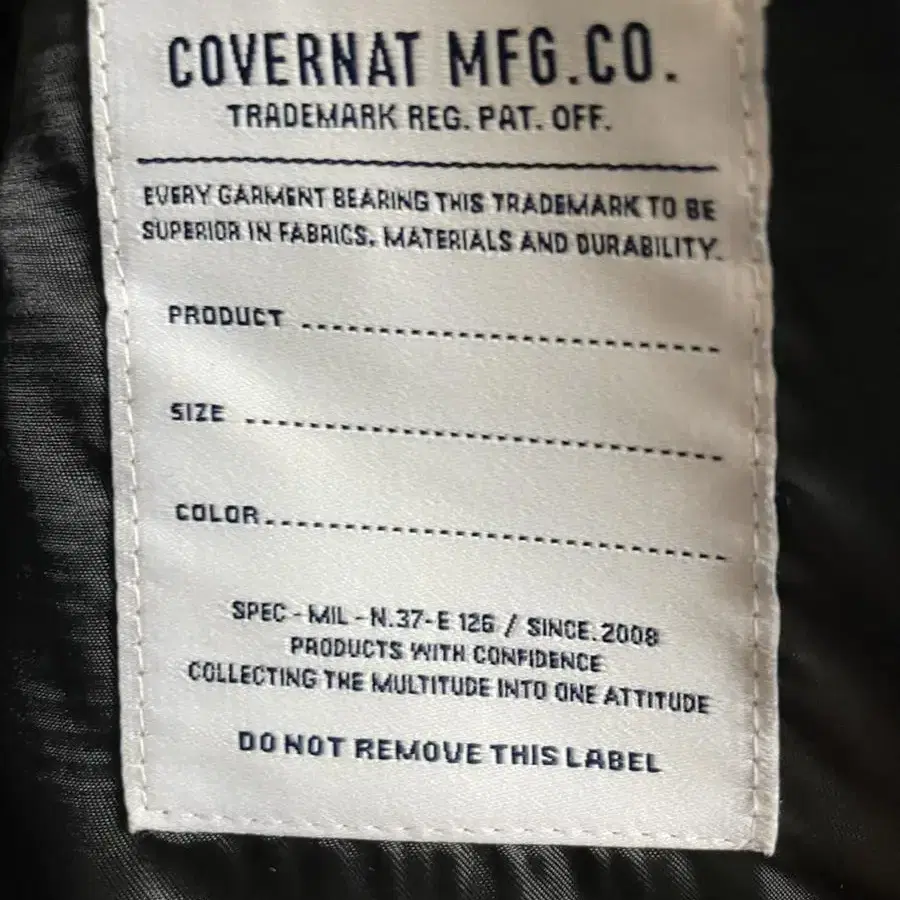 COVERNAT MFG.CO.
TRADEMARK REG. PAT. OFF.
EVERY GARMENT BEARING THIS TRADEMARK TO BE
SUPERIOR IN FABRICS. MATERIALS AND DURABILITY.
PRODUCT
SIZE
COLOR
SPEC - MIL - N.37-E 126 / SINCE.2008
PRODUCTS WITH CONFIDENCE
COLLECTING THE MULTITUDE INTO ONE ATTITUDE
DO NOT REMOVE THIS LABEL